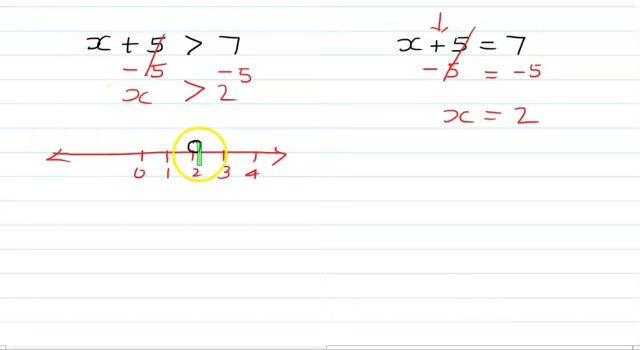 x + 5 > 7
- 5 - 5
x > 2
0 1 2 3 4
x + 5 = 7
- 5 = - 5
x = 2